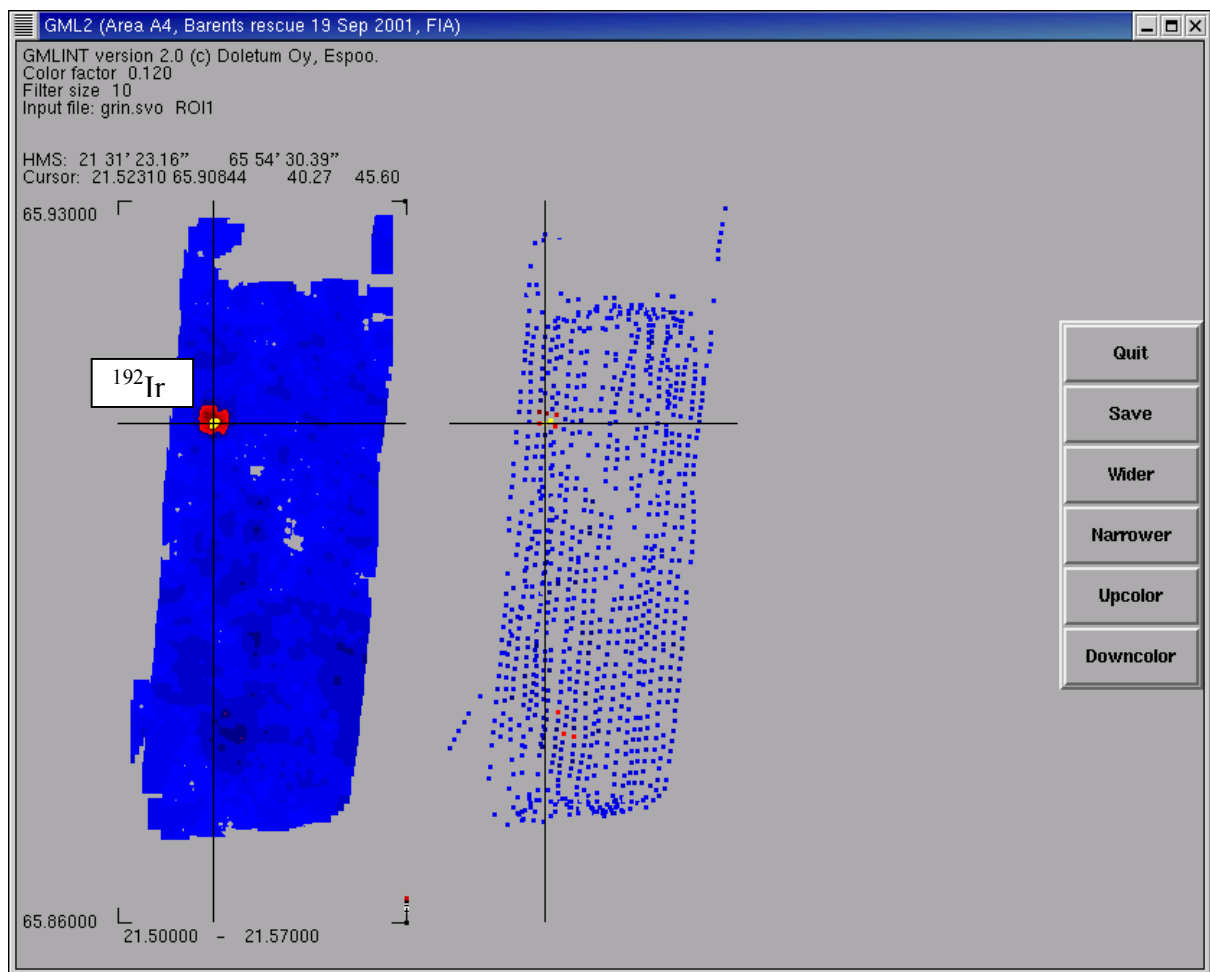 GML2 (Area A4, Barents rescue 19 Sep 2001, FIA)
GMLINT version 2.0 (c) Doletum Oy, Espoo.
Color factor 0.120
Filter size 10
Input file: grin.svo ROI1
HMS: 21 31' 23.16" 65 54' 30.39"
Cursor: 21.52310 65.90844 40.27 45.60
65.93000
192Ir
Quit
Save
Wider
Narrower
Upcolor
Downcolor
65.86000
21.50000 - 21.57000